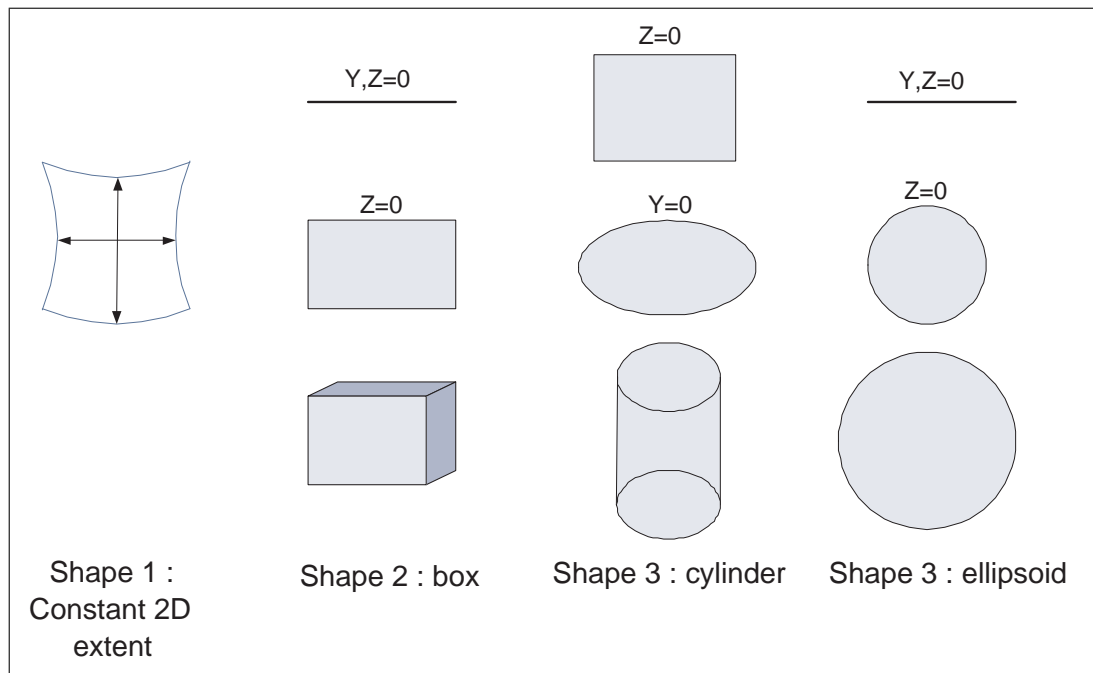 Z=0
Y,Z=0
Y,Z=0
Z=0
Y=0
Z=0
Shape 1 :
Constant 2D
extent
Shape 2 : box
Shape 3 : cylinder
Shape 3 : ellipsoid